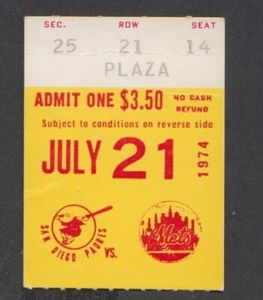 SEC. ROW SEAT
25 21 14
PLAZA
ADMIT ONE $3.50 NO CASH REFUND
Subject to conditions on reverse side
JULY 21 1974
SAN DIEGO PADRES VS. Mets